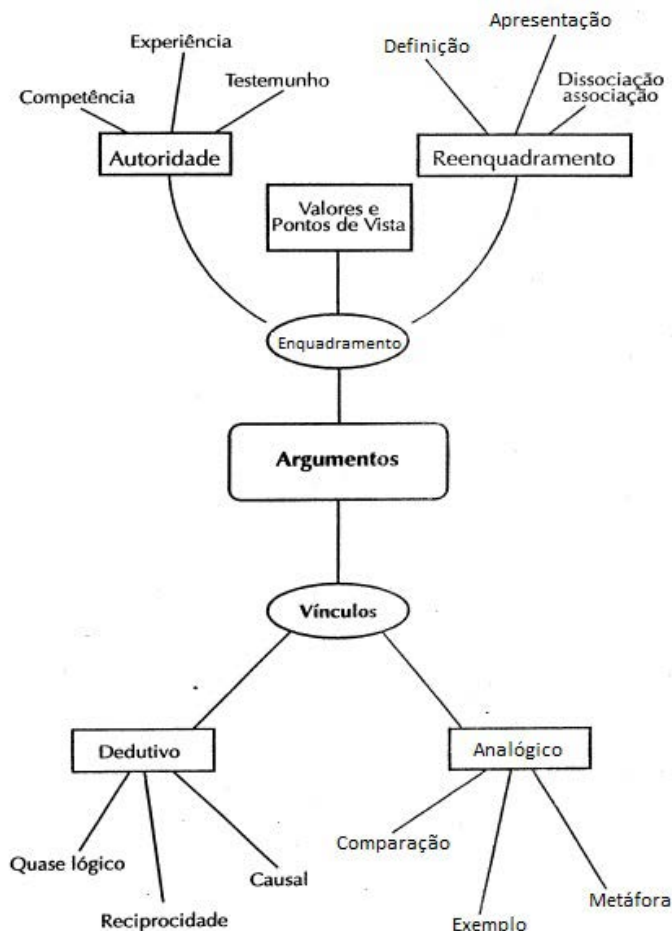 Experiência
Apresentação
Definição
Competência
Testemunho
Dissociação
associação
Autoridade
Reenquadramento
Valores e
Pontos de Vista
Enquadramento
Argumentos
Vínculos
Dedutivo
Analógico
Quase lógico
Reciprocidade
Causal
Comparação
Exemplo
Metáfora